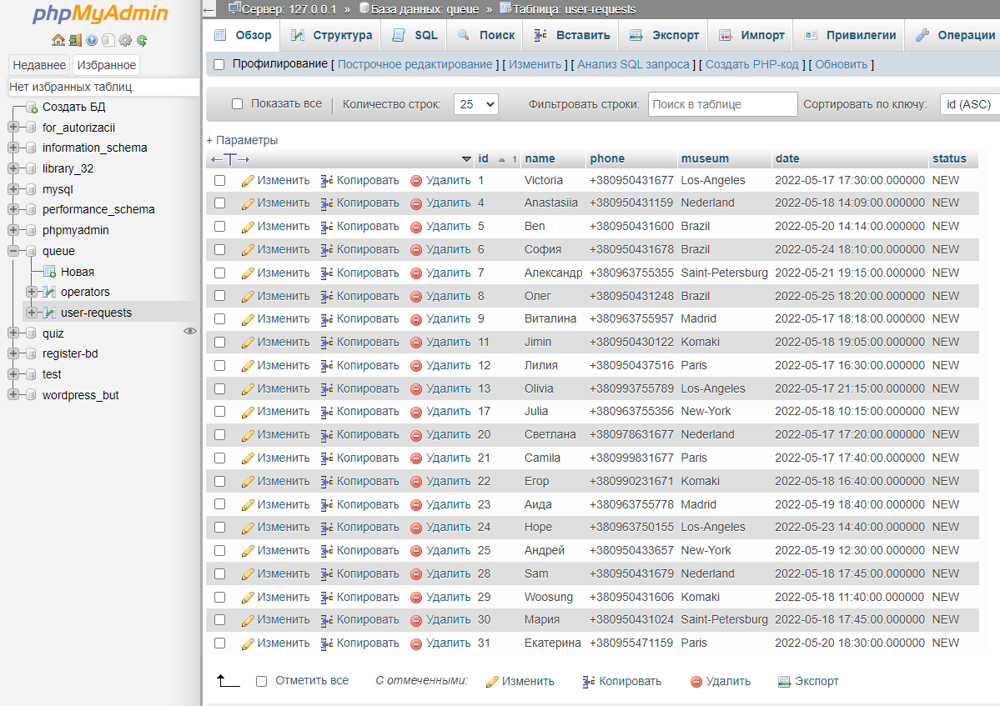 phpMyAdmin
Недавнее Избранное
Нет избранных таблиц.
Создать БД
for_autorizacii
information_schema
library_32
mysql
performance_schema
phpmyadmin
queue
Новая
operators
user-requests
quiz
register-bd
test
wordpress_but
Сервер: 127.0.0.1 » База данных: queue » Таблица: user-requests
Обзор Структура SQL Поиск Вставить Экспорт Импорт Привилегии Операции
Профилирование [ Построчное редактирование ] [ Изменить ] [ Анализ SQL запроса ] [ Создать PHP-код ] [ Обновить ]
Показать все | Количество строк: 25 Фильтровать строки: Поиск в таблице Сортировать по ключу: id (ASC)
+ Параметры
←T→ id 1 name phone museum date status
Изменить Копировать Удалить 1 Victoria +380950431677 Los-Angeles 2022-05-17 17:30:00.000000 NEW
Изменить Копировать Удалить 4 Anastasiia +380950431159 Nederland 2022-05-18 14:09:00.000000 NEW
Изменить Копировать Удалить 5 Ben +380950431600 Brazil 2022-05-20 14:14:00.000000 NEW
Изменить Копировать Удалить 6 София +380950431678 Brazil 2022-05-24 18:10:00.000000 NEW
Изменить Копировать Удалить 7 Александр +380963755355 Saint-Petersburg 2022-05-21 19:15:00.000000 NEW
Изменить Копировать Удалить 8 Олег +380950431248 Brazil 2022-05-25 18:20:00.000000 NEW
Изменить Копировать Удалить 9 Виталина +380963755957 Madrid 2022-05-17 18:18:00.000000 NEW
Изменить Копировать Удалить 11 Jimin +380950430122 Komaki 2022-05-18 19:05:00.000000 NEW
Изменить Копировать Удалить 12 Лилия +380950437516 Paris 2022-05-17 16:30:00.000000 NEW
Изменить Копировать Удалить 13 Olivia +380993755789 Los-Angeles 2022-05-17 21:15:00.000000 NEW
Изменить Копировать Удалить 17 Julia +380963755356 New-York 2022-05-18 10:15:00.000000 NEW
Изменить Копировать Удалить 20 Светлана +380978631677 Nederland 2022-05-17 17:20:00.000000 NEW
Изменить Копировать Удалить 21 Camila +380999831677 Paris 2022-05-17 17:40:00.000000 NEW
Изменить Копировать Удалить 22 Егор +380990231671 Komaki 2022-05-18 16:40:00.000000 NEW
Изменить Копировать Удалить 23 Аида +380963755778 Madrid 2022-05-19 18:40:00.000000 NEW
Изменить Копировать Удалить 24 Hope +380963750155 Los-Angeles 2022-05-23 14:40:00.000000 NEW
Изменить Копировать Удалить 25 Андрей +380950433657 New-York 2022-05-19 12:30:00.000000 NEW
Изменить Копировать Удалить 28 Sam +380950431679 Nederland 2022-05-18 17:45:00.000000 NEW
Изменить Копировать Удалить 29 Woosung +380950431606 Komaki 2022-05-18 11:40:00.000000 NEW
Изменить Копировать Удалить 30 Мария +380950431024 Saint-Petersburg 2022-05-18 17:45:00.000000 NEW
Изменить Копировать Удалить 31 Екатерина +380955471159 Paris 2022-05-20 18:30:00.000000 NEW
Отметить все С отмеченными: Изменить Копировать Удалить Экспорт